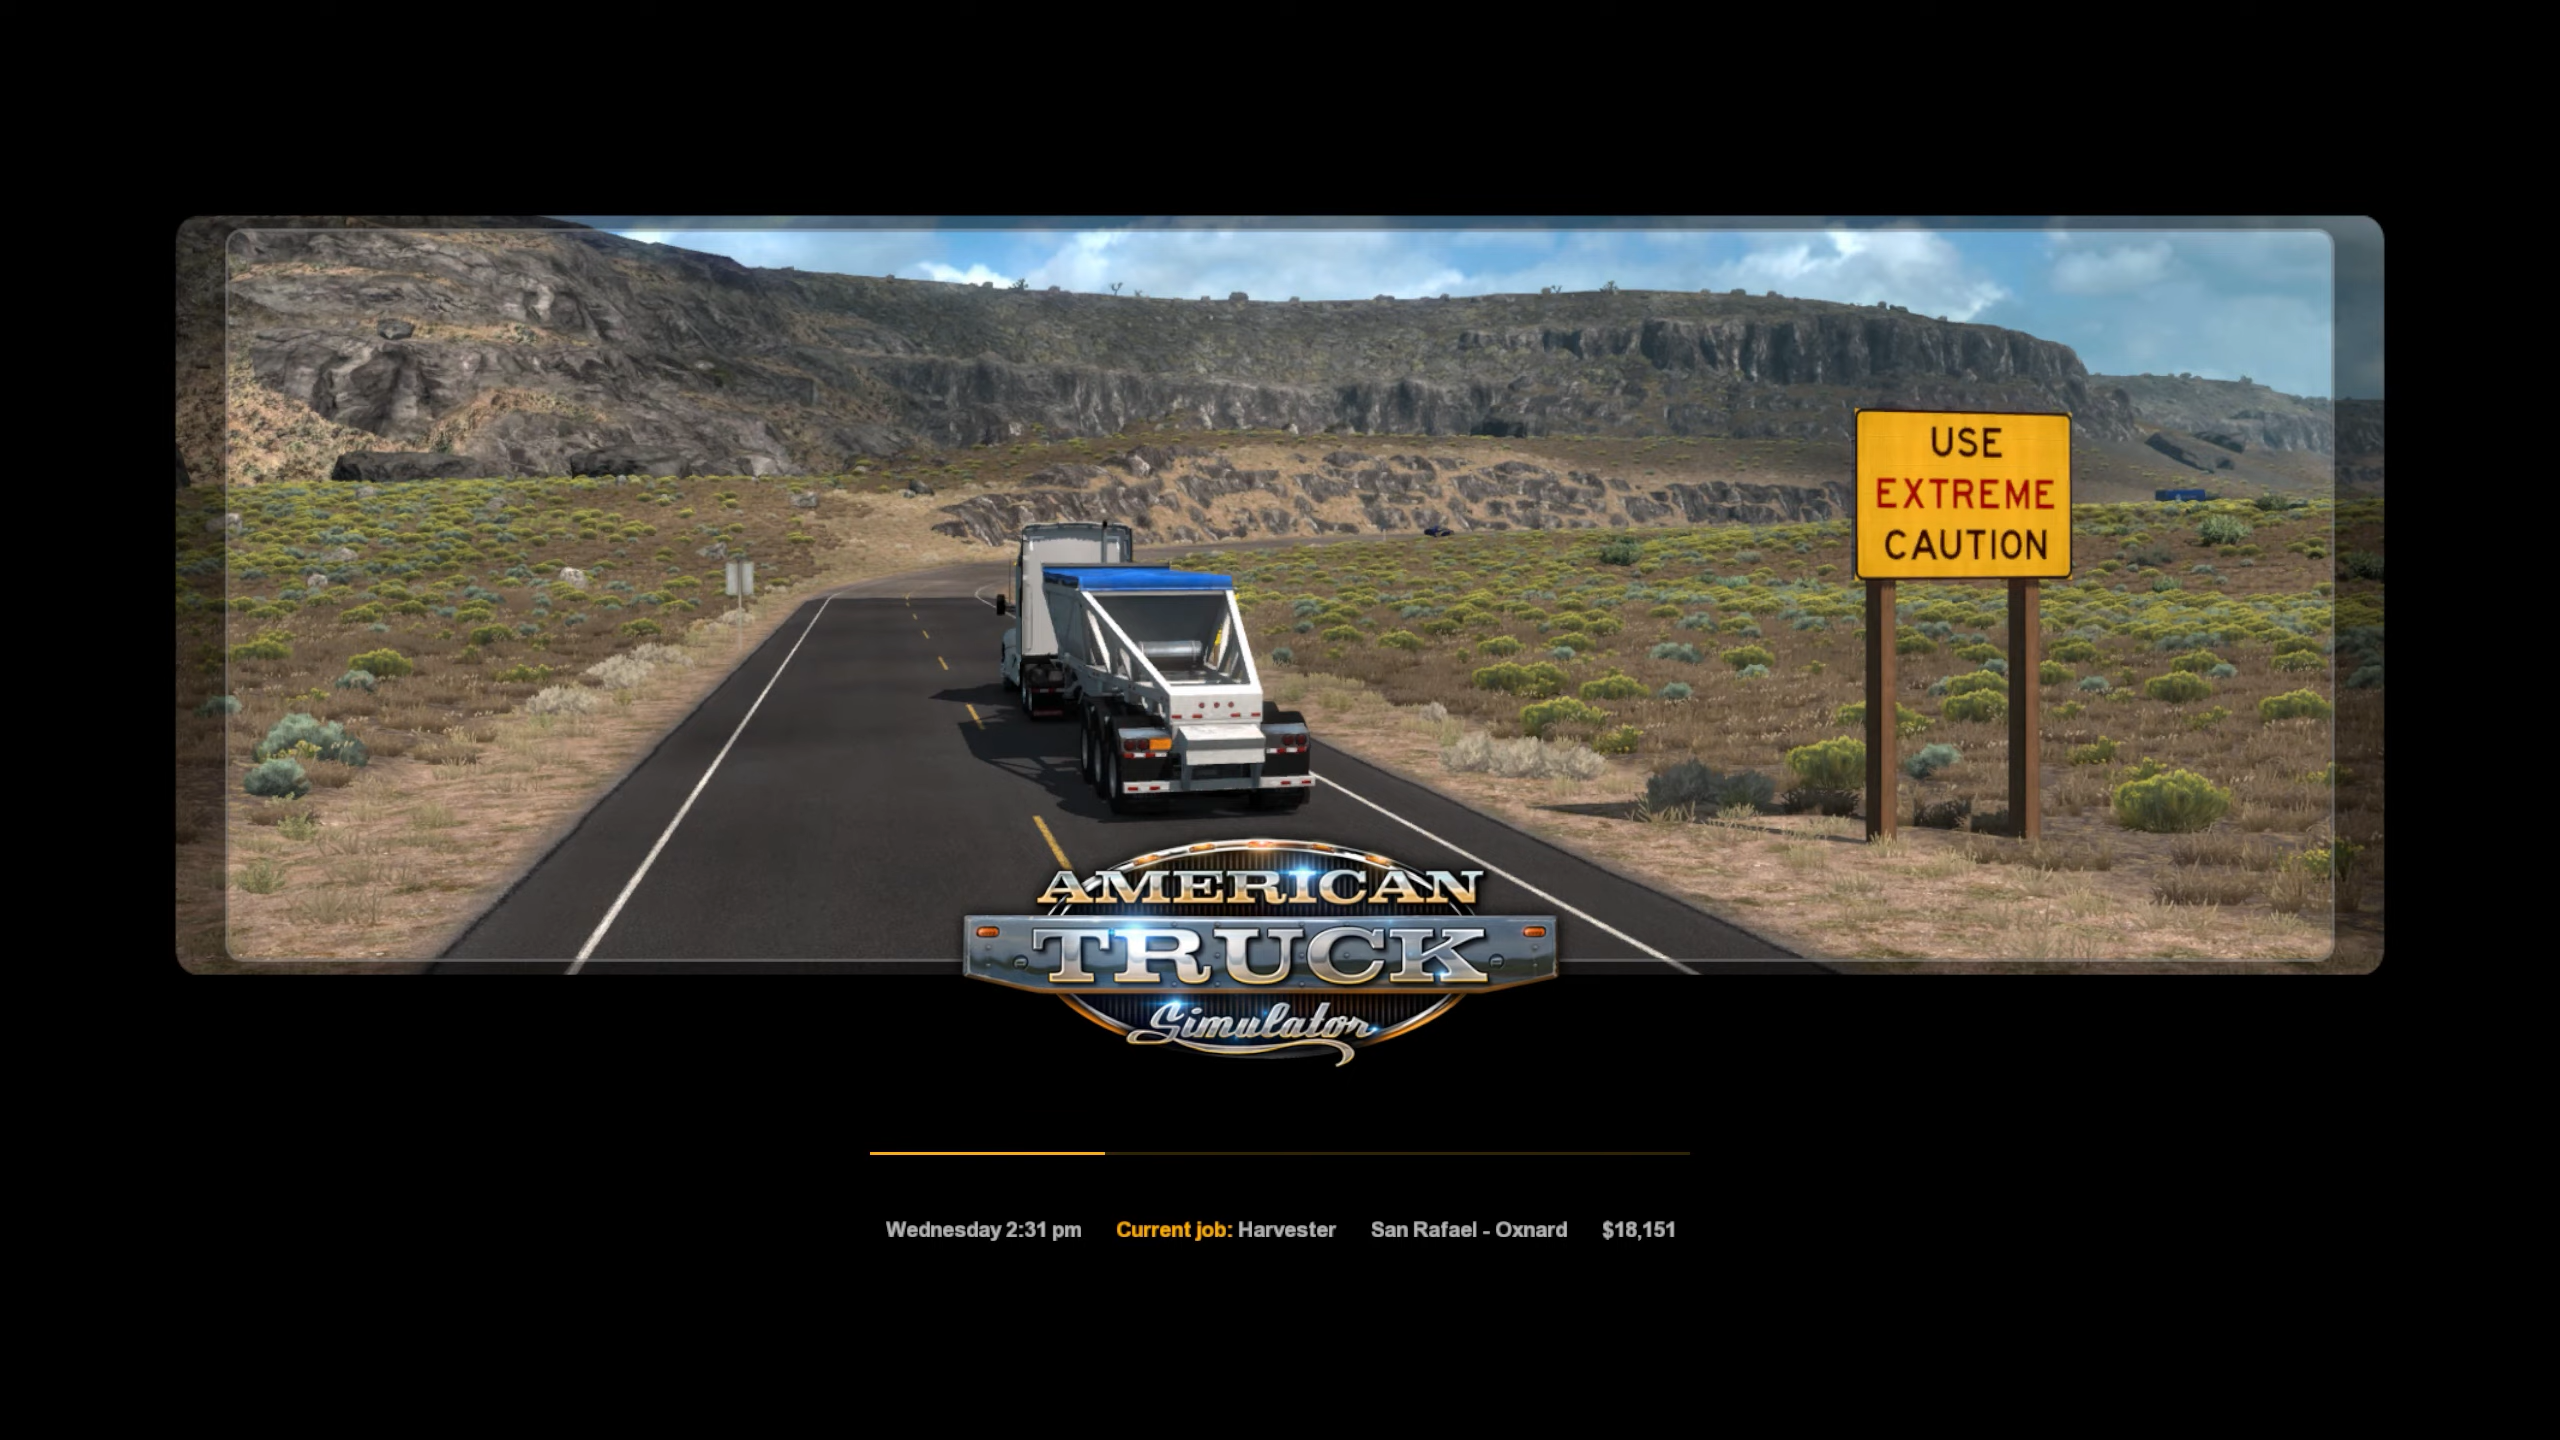 USE
EXTREME
CAUTION
AMERICAN
TRUCK
Simulator
Wednesday 2:31 pm Current job: Harvester San Rafael - Oxnard $18,151